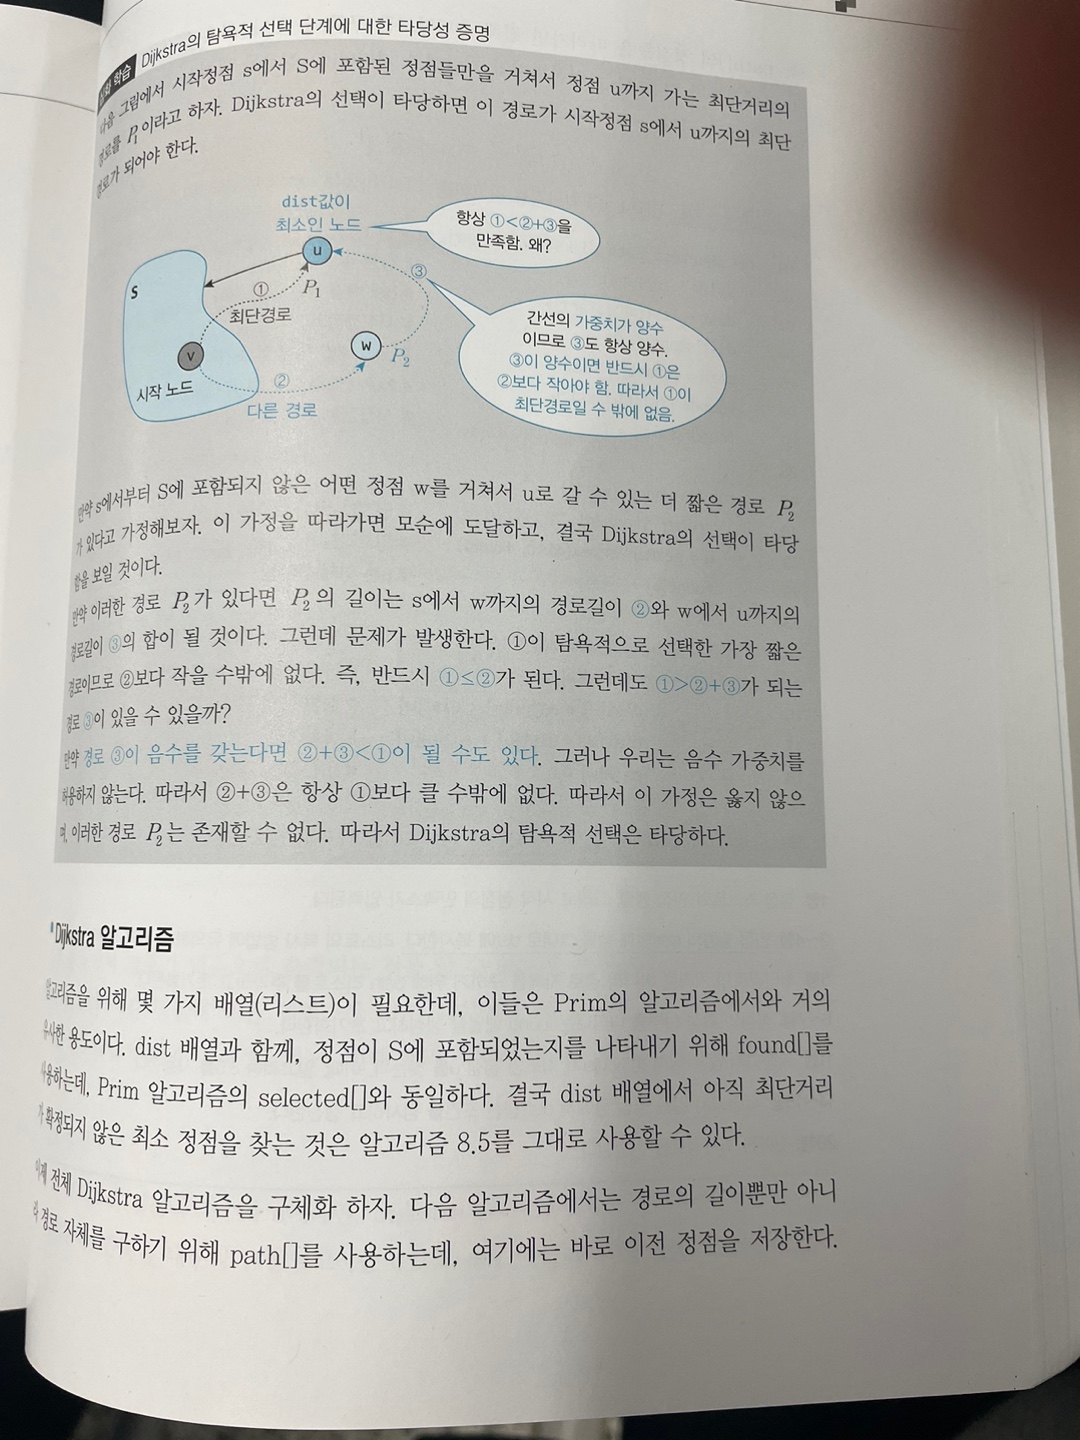 학습 Dijkstra의 탐욕적 선택 단계에 대한 타당성 증명
다음 그림에서 시작정점 s에서 S에 포함된 정점들만을 거쳐서 정점 u까지 가는 최단거리의
경로를 P₁이라고 하자. Dijkstra의 선택이 타당하면 이 경로가 시작정점 s에서 u까지의 최단
경로가 되어야 한다.
dist값이
최소인 노드
항상 ①<②+③을
만족함. 왜?
u
S
①
P₁
③
최단경로
간선의 가중치가 양수
이므로 ③도 항상 양수.
③이 양수이면 반드시 ①은
②보다 작아야 함. 따라서 ①이
최단경로일 수 밖에 없음.
v
w
P₂
시작 노드
②
다른 경로
만약 s에서부터 S에 포함되지 않은 어떤 정점 w를 거쳐서 u로 갈 수 있는 더 짧은 경로 P₂
가 있다고 가정해보자. 이 가정을 따라가면 모순에 도달하고, 결국 Dijkstra의 선택이 타당
함을 보일 것이다.
만약 이러한 경로 P₂가 있다면 P₂의 길이는 s에서 w까지의 경로길이 ②와 w에서 u까지의
경로길이 ③의 합이 될 것이다. 그런데 문제가 발생한다. ①이 탐욕적으로 선택한 가장 짧은
경로이므로 ②보다 작을 수밖에 없다. 즉, 반드시 ①≤②가 된다. 그런데도 ①>②+③가 되는
경로 ③이 있을 수 있을까?
만약 경로 ③이 음수를 갖는다면 ②+③<①이 될 수도 있다. 그러나 우리는 음수 가중치를
허용하지 않는다. 따라서 ②+③은 항상 ①보다 클 수밖에 없다. 따라서 이 가정은 옳지 않으
며, 이러한 경로 P₂는 존재할 수 없다. 따라서 Dijkstra의 탐욕적 선택은 타당하다.
Dijkstra 알고리즘
알고리즘을 위해 몇 가지 배열(리스트)이 필요한데, 이들은 Prim의 알고리즘에서와 거의
유사한 용도이다. dist 배열과 함께, 정점이 S에 포함되었는지를 나타내기 위해 found[]를
사용하는데, Prim 알고리즘의 selected[]와 동일하다. 결국 dist 배열에서 아직 최단거리
가 확정되지 않은 최소 정점을 찾는 것은 알고리즘 8.5를 그대로 사용할 수 있다.
이제 전체 Dijkstra 알고리즘을 구체화 하자. 다음 알고리즘에서는 경로의 길이뿐만 아니
라 경로 자체를 구하기 위해 path[]를 사용하는데, 여기에는 바로 이전 정점을 저장한다.